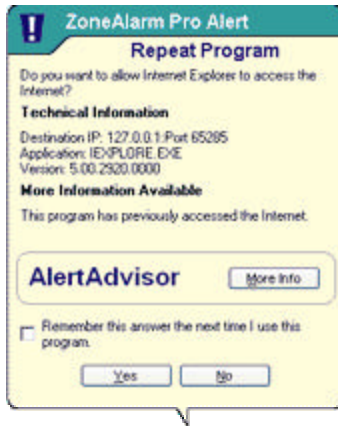 ZoneAlarm Pro Alert
Repeat Program
Do you want to allow Internet Explorer to access the
Internet?
Technical Information
Destination IP: 127.0.0.1:Port 65285
Application: IEXPLORE.EXE
Version: 5.00.2920.0000
More Information Available
This program has previously accessed the Internet.
AlertAdvisor
More Info
Remember this answer the next time I use this
program.
Yes No